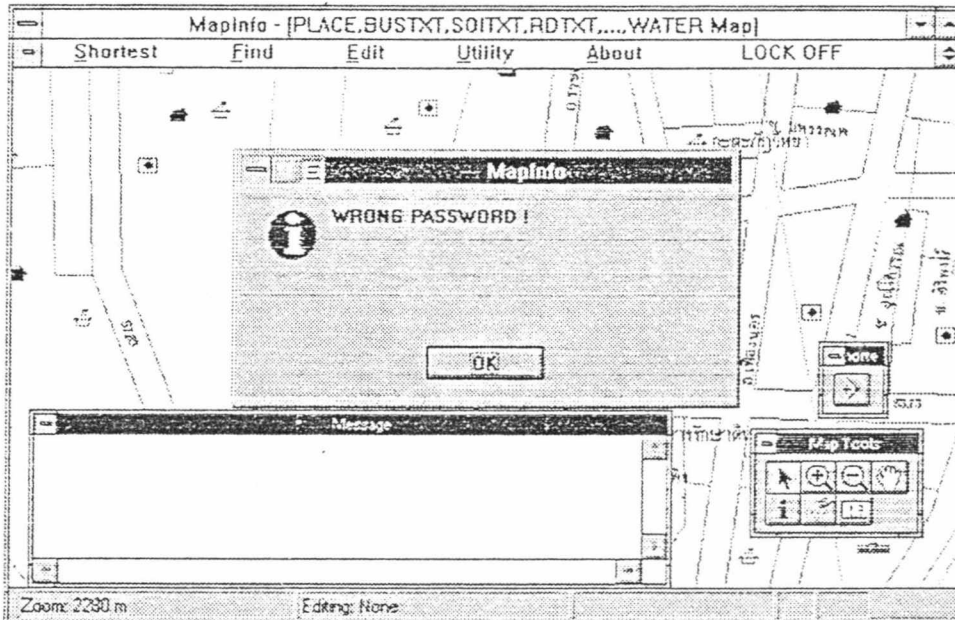 MapInfo - [PLACE,BUSTXT,SOITXT,RDTXT,...,WATER Map]
Shortest Find Edit Utility About LOCK OFF
MapInfo
WRONG PASSWORD !
OK
Message
Map Tools
Zoom: 2280 m Editing: None